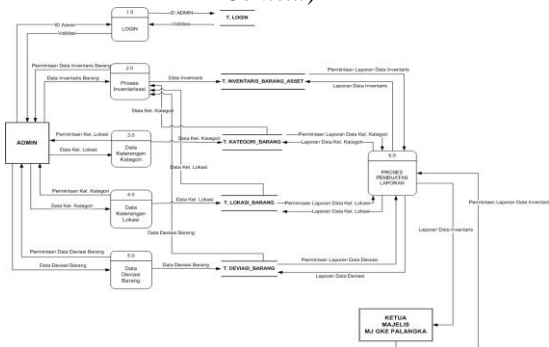 1.0
ID Admin
ID ADMIN
T. LOGIN
Validasi
LOGIN
Validasi
Permintaan Data Inventaris Barang
2.0
Permintaan Laporan Data Inventaris
Data Inventaris Barang
Proses
Inventarisasi
Data Inventaris
T. INVENTARIS_BARANG_ASSET
Laporan Data Inventaris
Data Ket. Kategori
ADMIN
Permintaan Ket. Lokasi
3.0
Data Ket. Kategori
Permintaan Laporan Data Ket. Kategori
T. KATEGORI_BARANG
Laporan Data Ket. Kategori
Data Ket. Lokasi
Data
Keterangan
Kategori
Data Ket. Lokasi
6.0
PROSES
PEMBUATAN
LAPORAN
Permintaan Ket. Kategori
4.0
Data Ket. Lokasi
T. LOKASI_BARANG
Permintaan Laporan Data Ket. Lokasi
Data Ket. Kategori
Data
Keterangan
Lokasi
Laporan Data Ket. Lokasi
Permintaan Laporan Data Inventaris
Data Deviasi Barang
Laporan Data Inventaris
Permintaan Data Deviasi Barang
5.0
Permintaan Laporan Data Deviasi
Data Deviasi Barang
Data
Deviasi
Barang
Data Deviasi Barang
T. DEVIASI_BARANG
Laporan Data Deviasi
KETUA
MAJELIS
MJ GKE PALANGKA